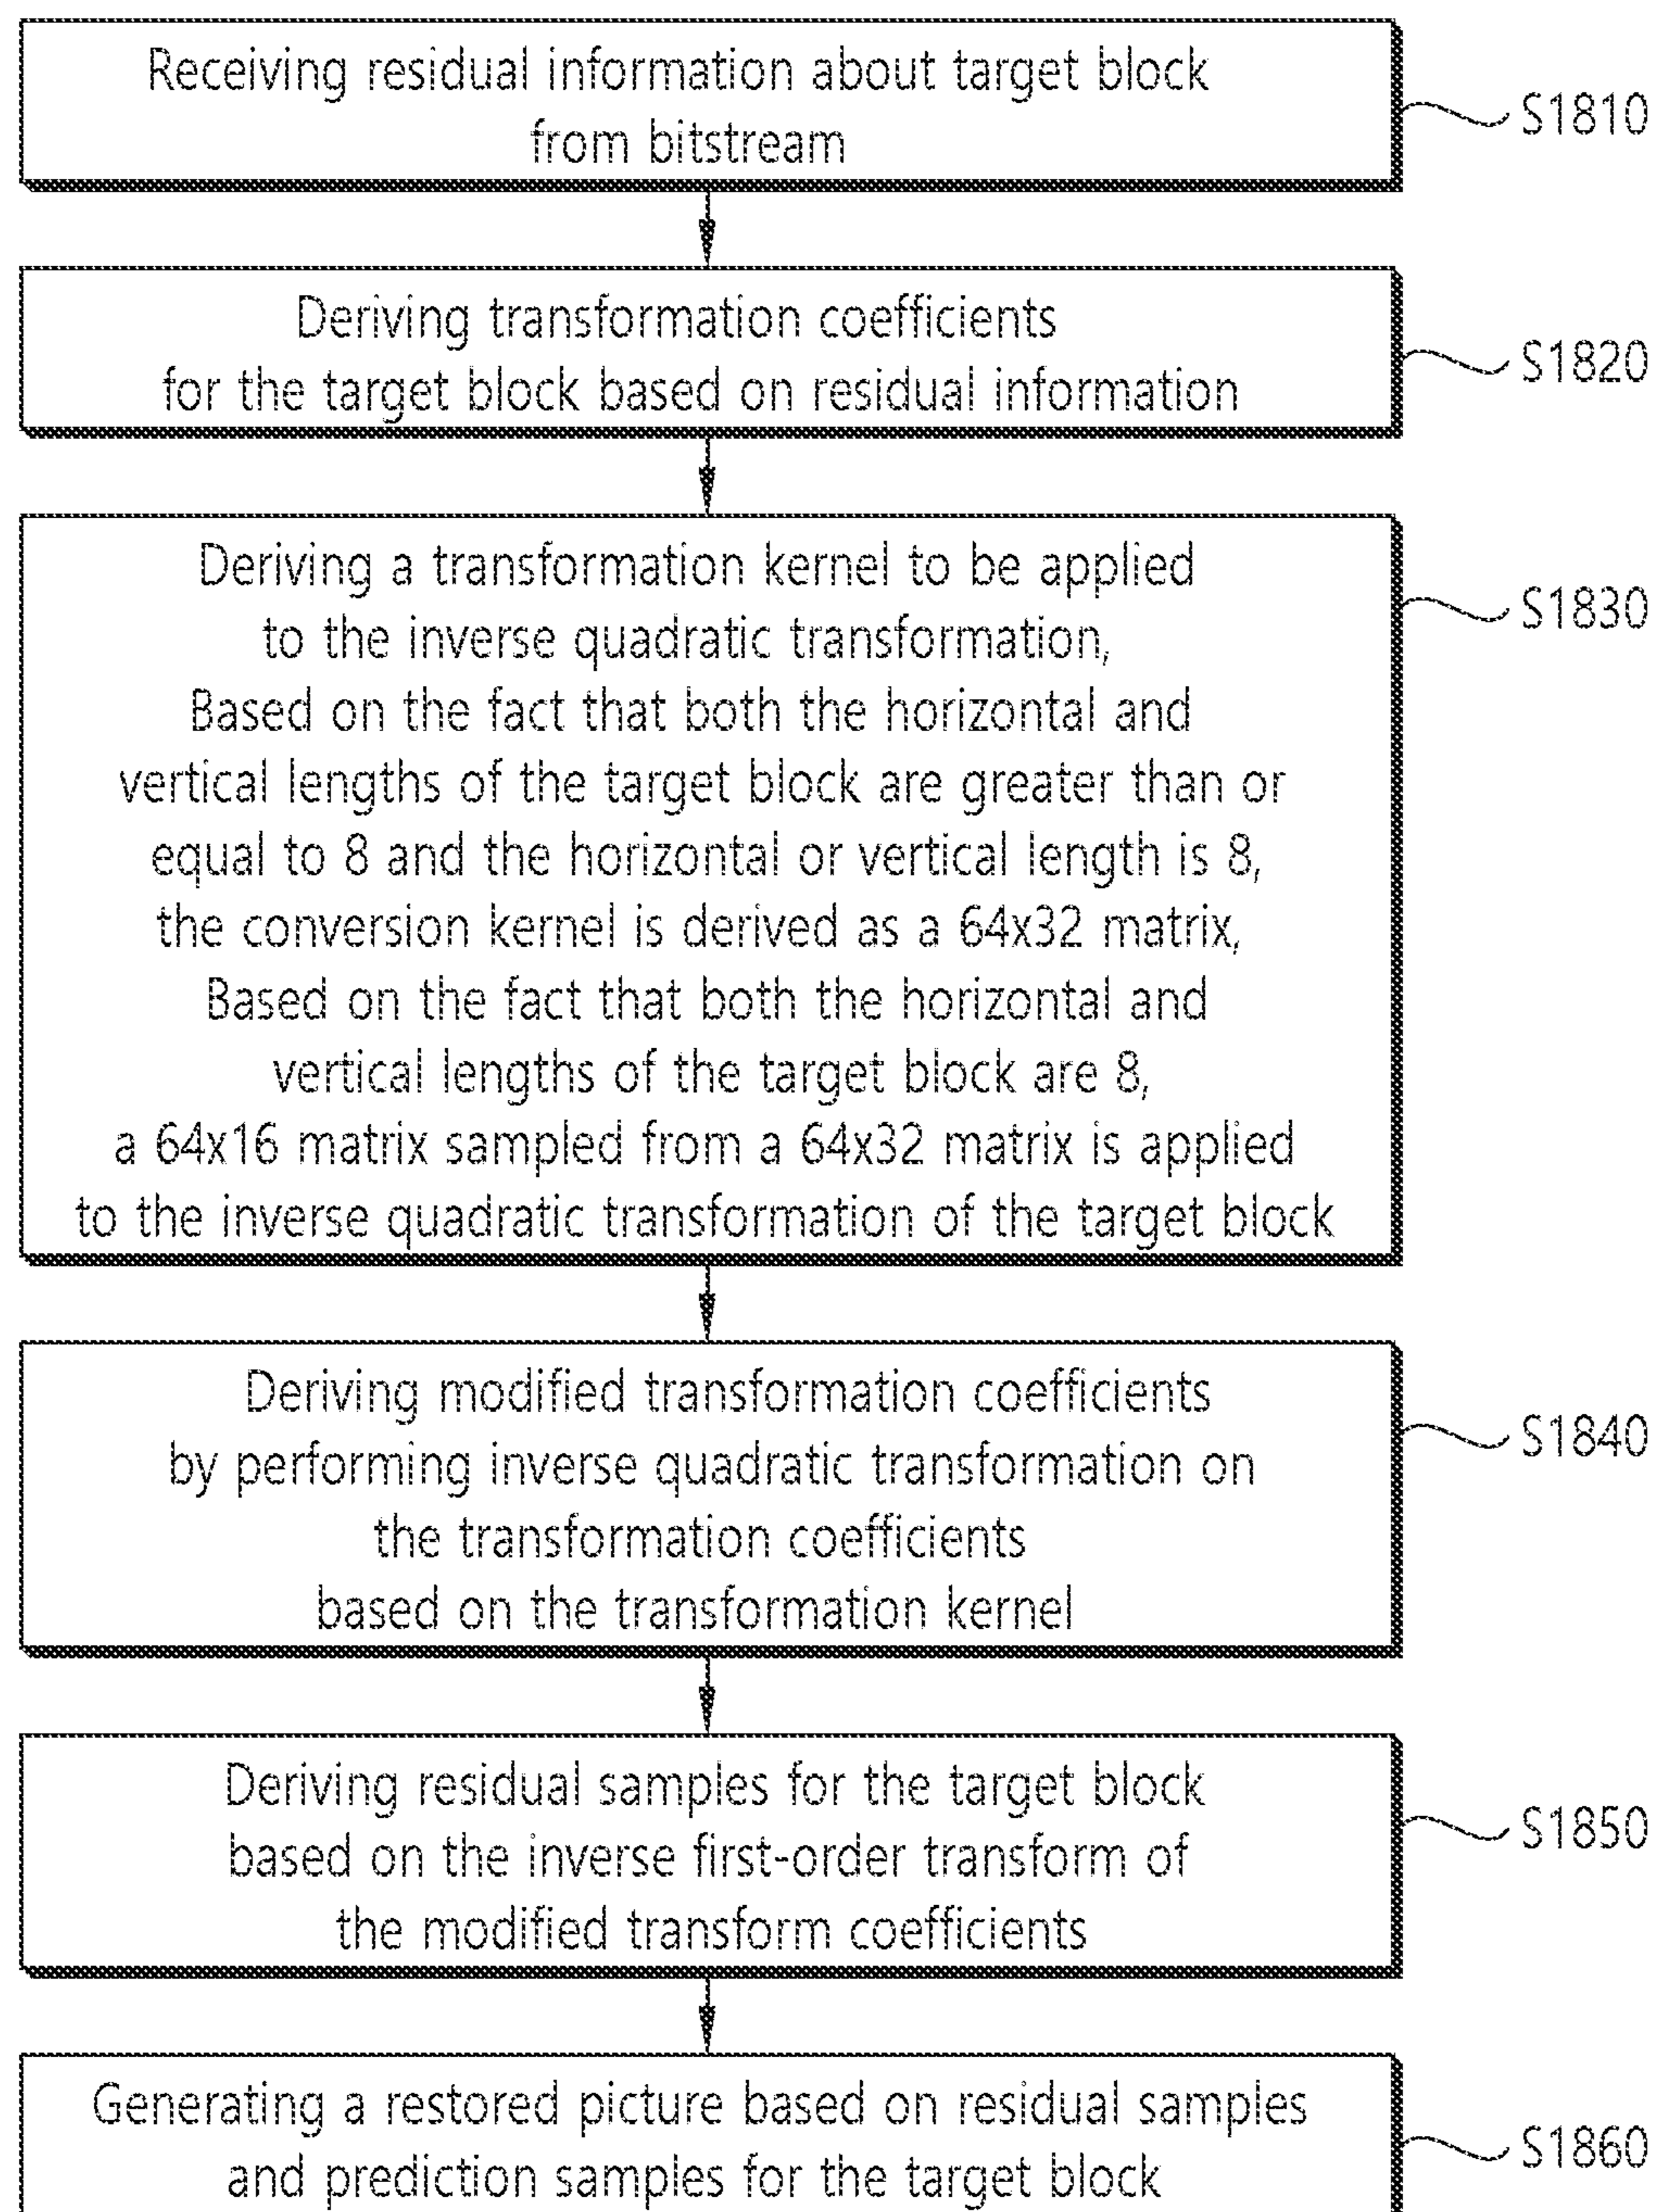 Receiving residual information about target block
from bitstream
S1810
Deriving transformation coefficients
for the target block based on residual information
S1820
Deriving a transformation kernel to be applied
to the inverse quadratic transformation,
Based on the fact that both the horizontal and
vertical lengths of the target block are greater than or
equal to 8 and the horizontal or vertical length is 8,
the conversion kernel is derived as a 64x32 matrix,
Based on the fact that both the horizontal and
vertical lengths of the target block are 8,
a 64x16 matrix sampled from a 64x32 matrix is applied
to the inverse quadratic transformation of the target block
S1830
Deriving modified transformation coefficients
by performing inverse quadratic transformation on
the transformation coefficients
based on the transformation kernel
S1840
Deriving residual samples for the target block
based on the inverse first-order transform of
the modified transform coefficients
S1850
Generating a restored picture based on residual samples
and prediction samples for the target block
S1860